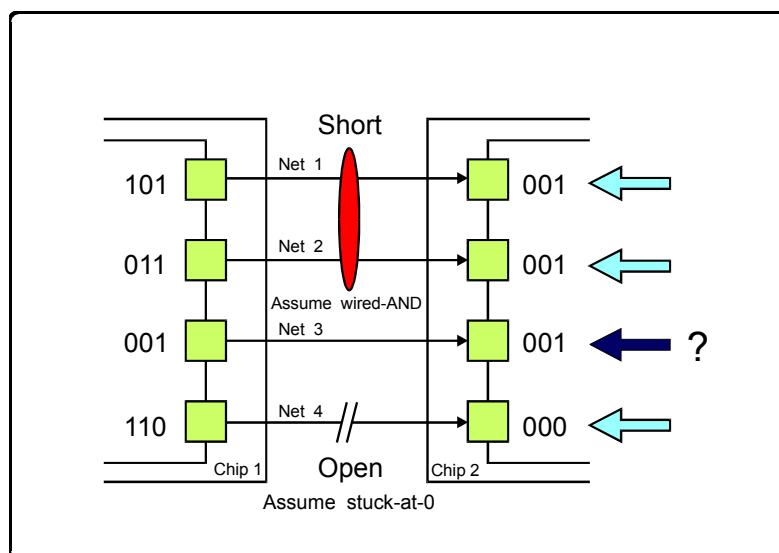 Short
101 Net 1 001
011 Net 2 001
Assume wired-AND
001 Net 3 001 ?
110 Net 4 000
Chip 1 Open Chip 2
Assume stuck-at-0